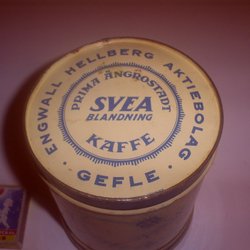 ENGWALL HELLBERG AKTIEBOLAG
PRIMA ÅNGROSTADT
SVEA
BLANDNING
KAFFE
GEFLE